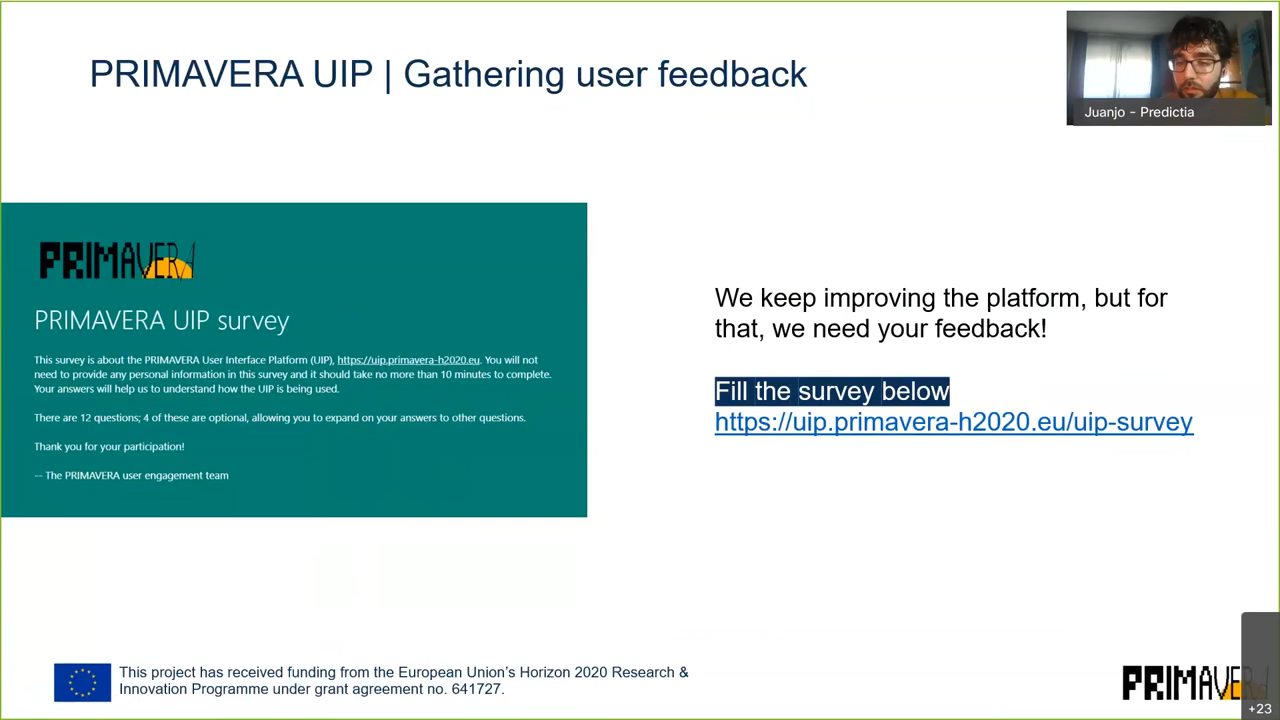 PRIMAVERA UIP | Gathering user feedback
Juanjo - Predictia
PRIMAVERA
PRIMAVERA UIP survey
This survey is about the PRIMAVERA User Interface Platform (UIP), https://uip.primavera-h2020.eu. You will not
need to provide any personal information in this survey and it should take no more than 10 minutes to complete.
Your answers will help us to understand how the UIP is being used.
There are 12 questions; 4 of these are optional, allowing you to expand on your answers to other questions.
Thank you for your participation!
-- The PRIMAVERA user engagement team
We keep improving the platform, but for
that, we need your feedback!
Fill the survey below
https://uip.primavera-h2020.eu/uip-survey
This project has received funding from the European Union's Horizon 2020 Research &
Innovation Programme under grant agreement no. 641727.
PRIMAVERA
+23